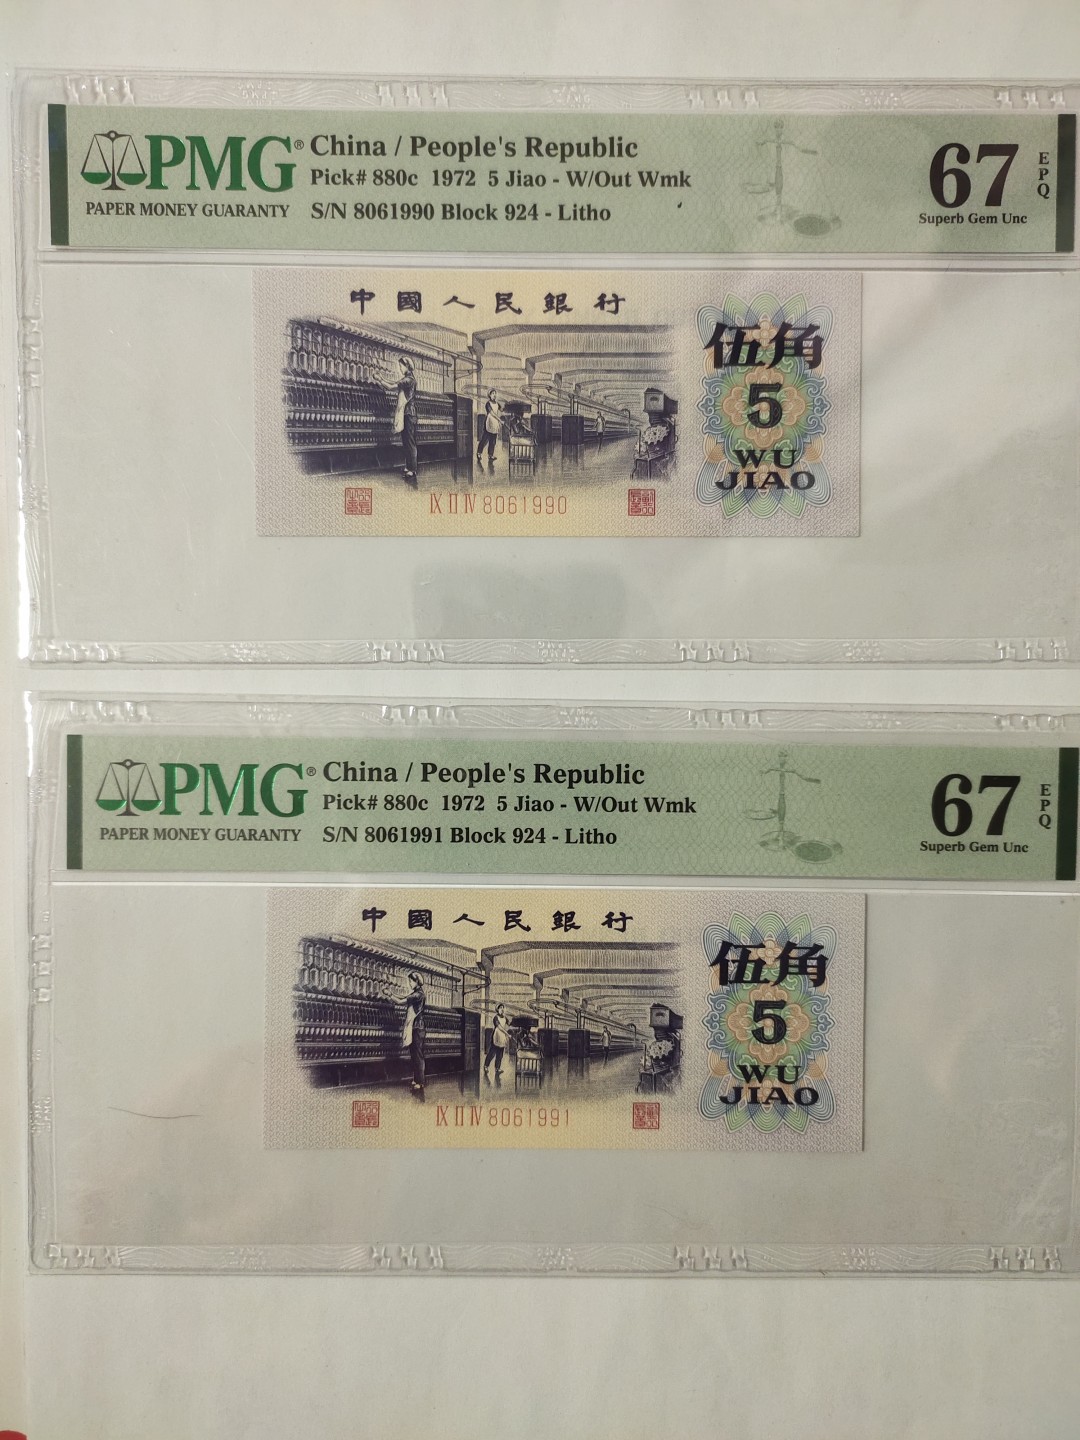 PMG®
PAPER MONEY GUARANTY
China / People's Republic
Pick# 880c 1972 5 Jiao - W/Out Wmk
S/N 8061990 Block 924 - Litho
67 EPQ
Superb Gem Unc
中國人民銀行
伍角
5
WU
JIAO
IX II IV 8061990
PMG®
PAPER MONEY GUARANTY
China / People's Republic
Pick# 880c 1972 5 Jiao - W/Out Wmk
S/N 8061991 Block 924 - Litho
67 EPQ
Superb Gem Unc
中國人民銀行
伍角
5
WU
JIAO
IX II IV 8061991